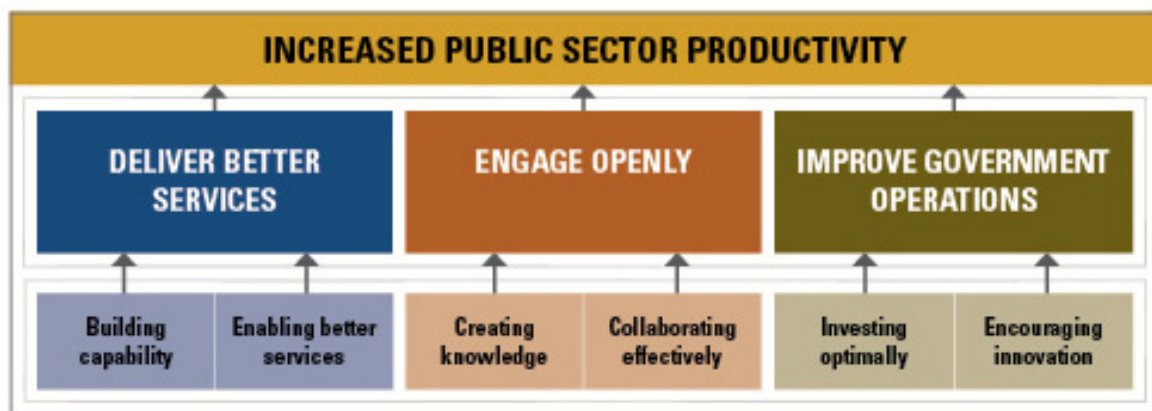 INCREASED PUBLIC SECTOR PRODUCTIVITY
DELIVER BETTER
SERVICES
ENGAGE OPENLY
IMPROVE GOVERNMENT
OPERATIONS
Building
capability
Enabling better
services
Creating
knowledge
Collaborating
effectively
Investing
optimally
Encouraging
innovation